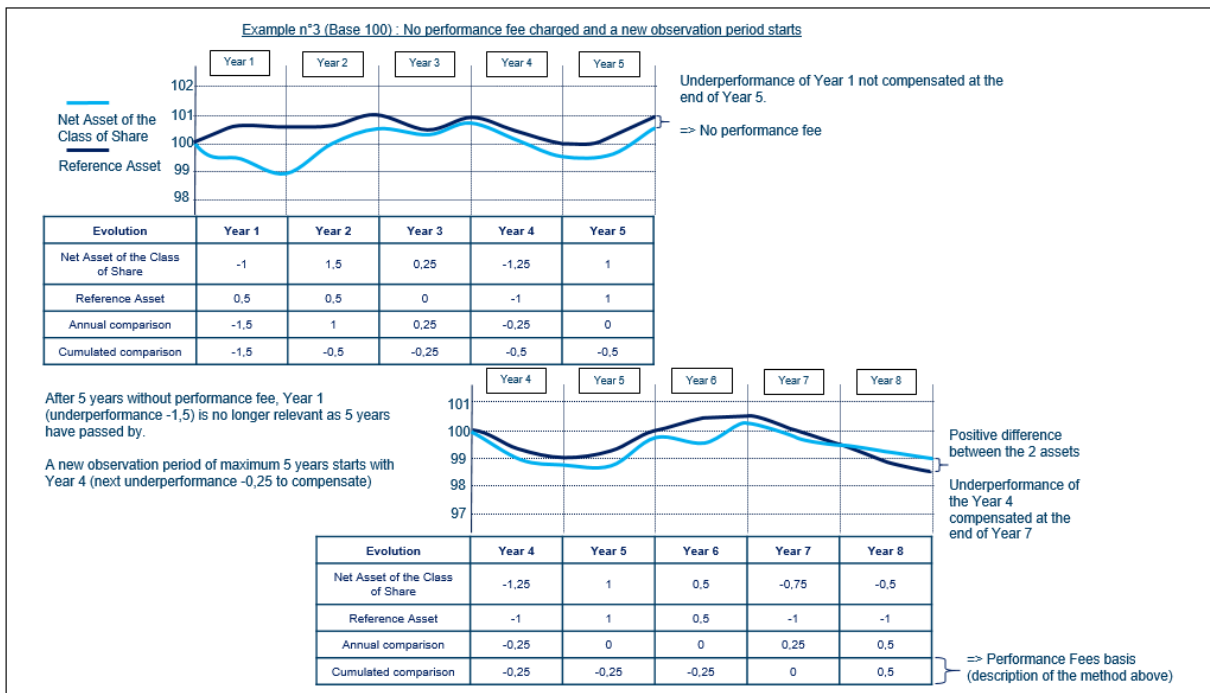 Example n°3 (Base 100) : No performance fee charged and a new observation period starts
Year 1 Year 2 Year 3 Year 4 Year 5
102
101
100
99
98
Net Asset of the
Class of Share
Reference Asset
Underperformance of Year 1 not compensated at the
end of Year 5.
=> No performance fee
Evolution Year 1 Year 2 Year 3 Year 4 Year 5
Net Asset of the Class
of Share -1 1,5 0,25 -1,25 1
Reference Asset 0,5 0,5 0 -1 1
Annual comparison -1,5 1 0,25 -0,25 0
Cumulated comparison -1,5 -0,5 -0,25 -0,5 -0,5
After 5 years without performance fee, Year 1
(underperformance -1,5) is no longer relevant as 5 years
have passed by.
A new observation period of maximum 5 years starts with
Year 4 (next underperformance -0,25 to compensate)
Year 4 Year 5 Year 6 Year 7 Year 8
101
100
99
98
97
Positive difference
between the 2 assets
Underperformance of
the Year 4
compensated at the
end of Year 7
Evolution Year 4 Year 5 Year 6 Year 7 Year 8
Net Asset of the Class
of Share -1,25 1 0,5 -0,75 -0,5
Reference Asset -1 1 0,5 -1 -1
Annual comparison -0,25 0 0 0,25 0,5
Cumulated comparison -0,25 -0,25 -0,25 0 0,5
=> Performance Fees basis
(description of the method above)